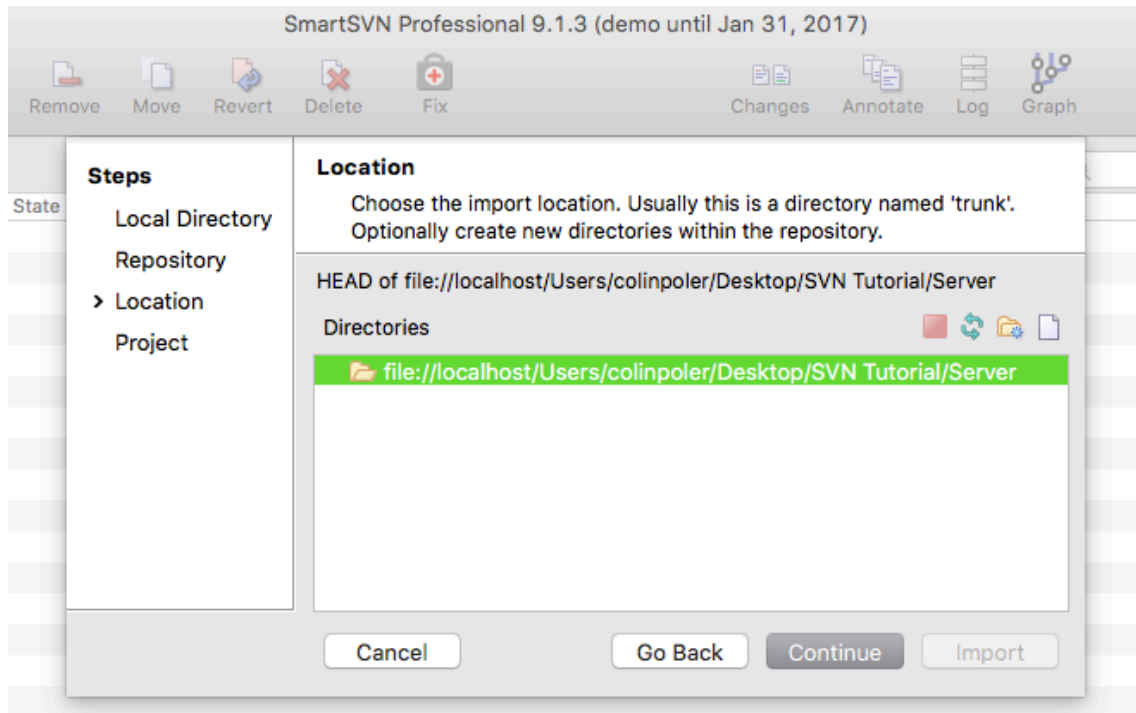 SmartSVN Professional 9.1.3 (demo until Jan 31, 2017)
Remove Move Revert Delete Fix Changes Annotate Log Graph
State
Steps
Local Directory
Repository
> Location
Project
Location
Choose the import location. Usually this is a directory named 'trunk'.
Optionally create new directories within the repository.
HEAD of file://localhost/Users/colinpoler/Desktop/SVN Tutorial/Server
Directories
file://localhost/Users/colinpoler/Desktop/SVN Tutorial/Server
Cancel Go Back Continue Import